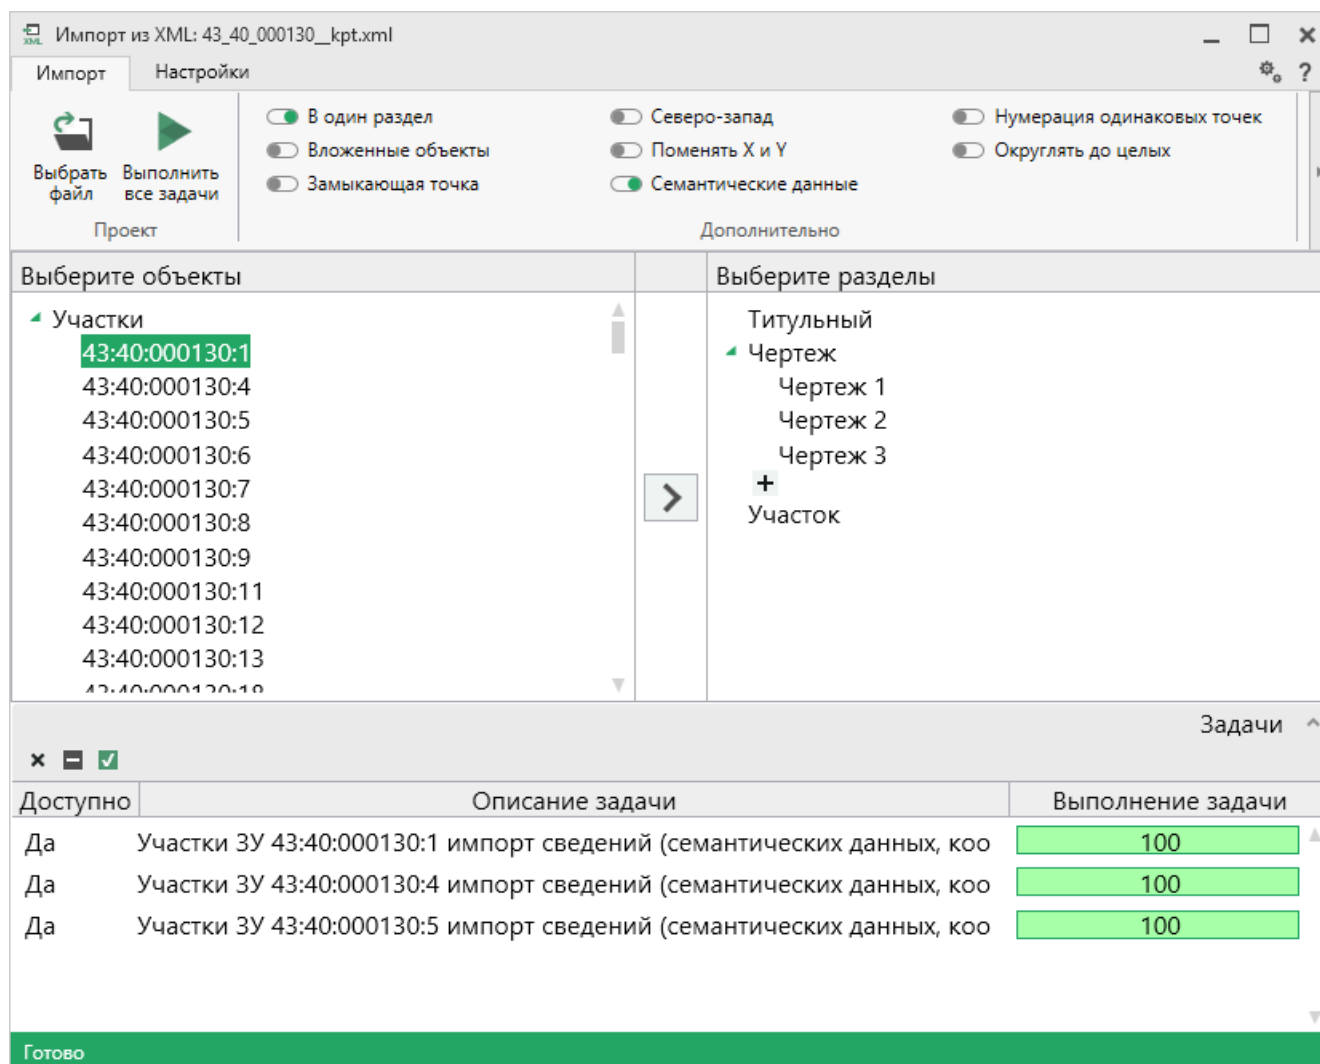 Импорт из XML: 43_40_000130__kpt.xml
Импорт Настройки ?
Выбрать файл
Выполнить все задачи
Проект
В один раздел
Вложенные объекты
Замыкающая точка
Северо-запад
Поменять X и Y
Семантические данные
Нумерация одинаковых точек
Округлять до целых
Дополнительно
Выберите объекты
Участки
43:40:000130:1
43:40:000130:4
43:40:000130:5
43:40:000130:6
43:40:000130:7
43:40:000130:8
43:40:000130:9
43:40:000130:11
43:40:000130:12
43:40:000130:13
Выберите разделы
Титульный
Чертеж
Чертеж 1
Чертеж 2
Чертеж 3
Участок
Задачи
Доступно Описание задачи Выполнение задачи
Да Участки ЗУ 43:40:000130:1 импорт сведений (семантических данных, коо 100
Да Участки ЗУ 43:40:000130:4 импорт сведений (семантических данных, коо 100
Да Участки ЗУ 43:40:000130:5 импорт сведений (семантических данных, коо 100
Готово